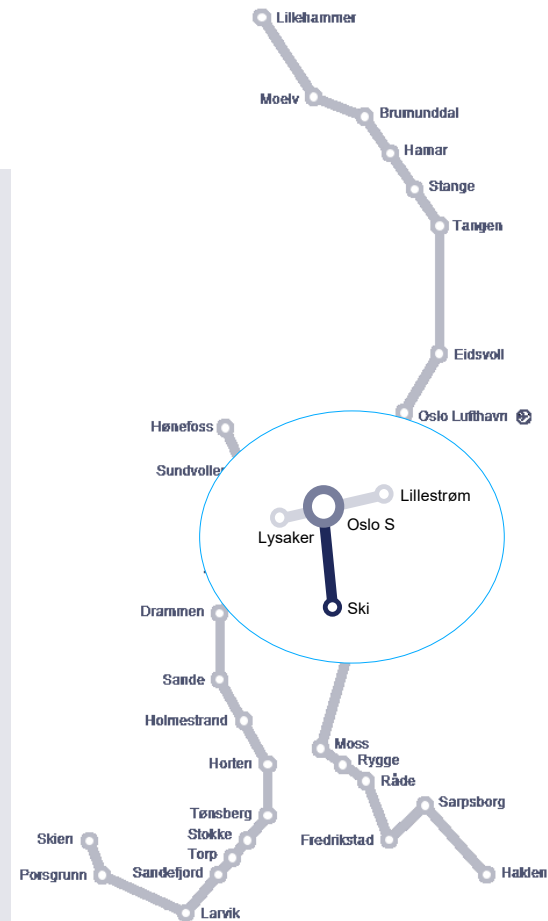 Lillehammer
Moelv
Brumunddal
Hamar
Stange
Tangen
Eidsvoll
Oslo Lufthavn
Hønefoss
Sundvollen
Lillestrøm
Oslo S
Lysaker
Ski
Drammen
Sande
Holmestrand
Horten
Moss
Rygge
Råde
Tønsberg
Sarpsborg
Stokke
Skien
Fredrikstad
Torp
Sandefjord
Porsgrunn
Halden
Larvik